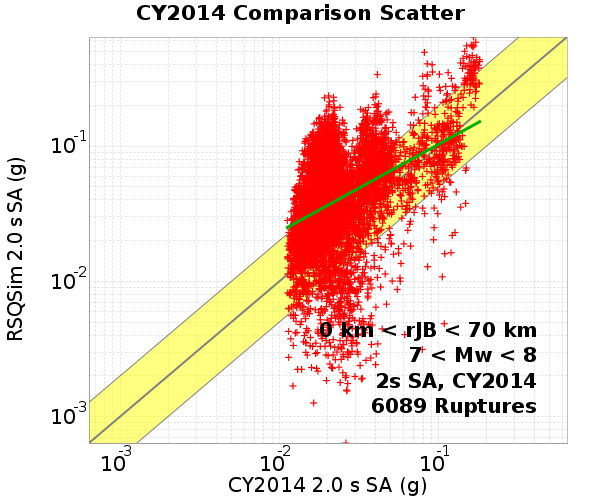 CY2014 Comparison Scatter
RSQSim 2.0 s SA (g)
10-1
10-2
10-3
0 km < rJB < 70 km
7 < Mw < 8
2s SA, CY2014
6089 Ruptures
10-3 10-2 10-1
CY2014 2.0 s SA (g)